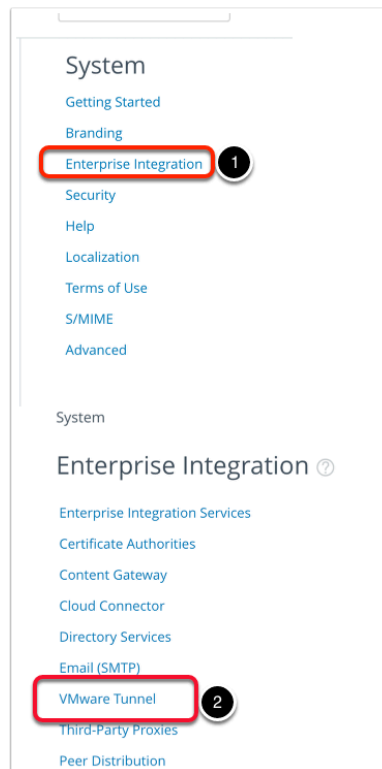 System
Getting Started
Branding
Enterprise Integration 1
Security
Help
Localization
Terms of Use
S/MIME
Advanced
System
Enterprise Integration ?
Enterprise Integration Services
Certificate Authorities
Content Gateway
Cloud Connector
Directory Services
Email (SMTP)
VMware Tunnel 2
Third-Party Proxies
Peer Distribution